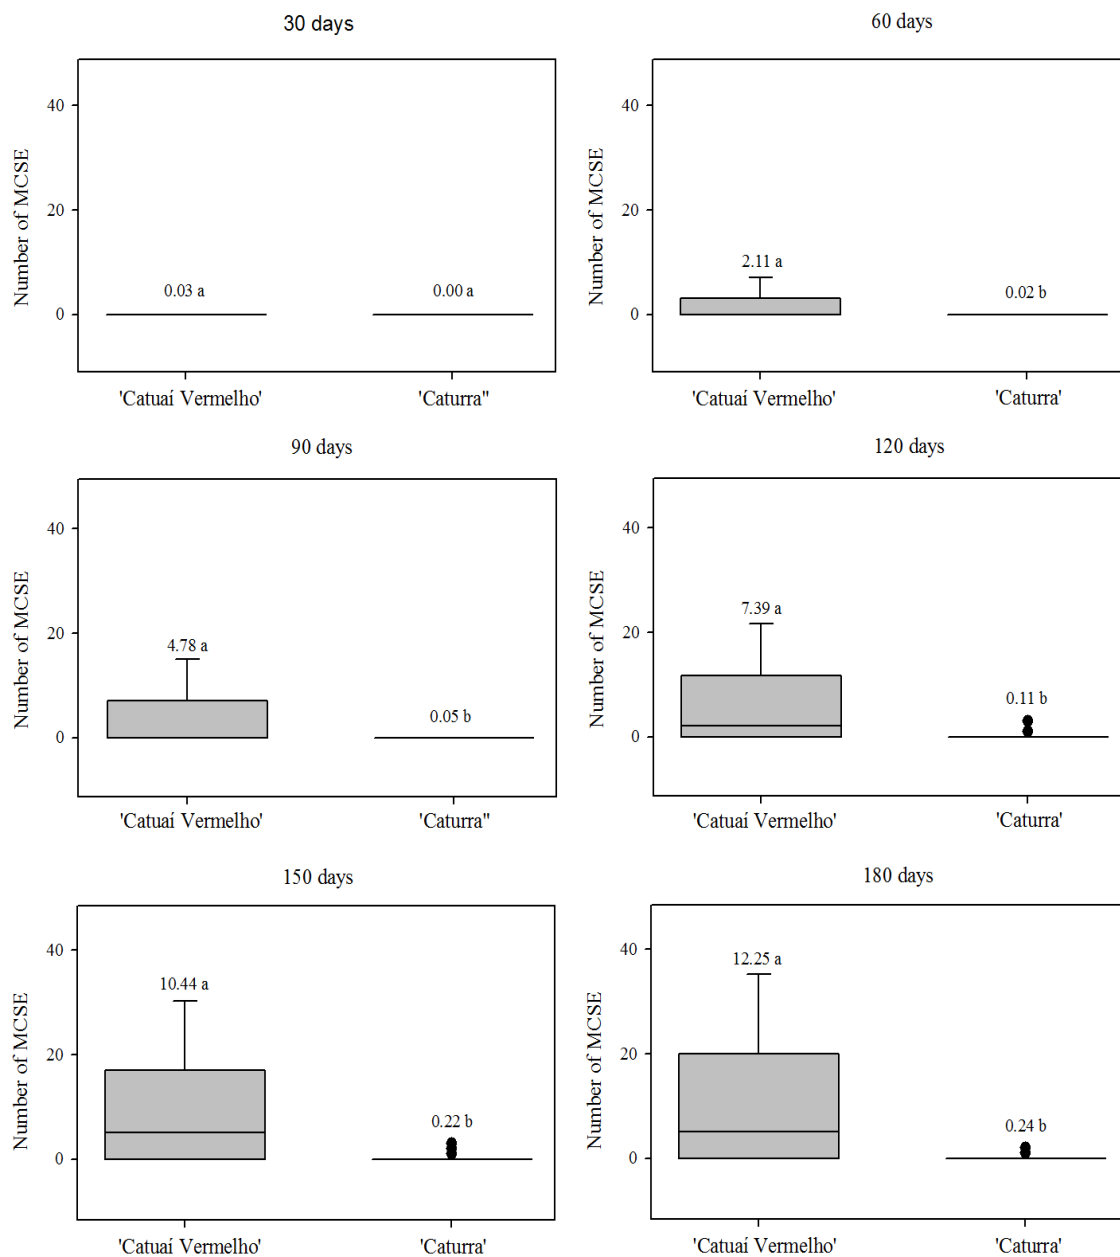 30 days
Number of MCSE
40
20
0
0.03 a
0.00 a
'Catuaí Vermelho'
'Caturra"
60 days
Number of MCSE
40
20
0
2.11 a
0.02 b
'Catuaí Vermelho'
'Caturra'
90 days
Number of MCSE
40
20
0
4.78 a
0.05 b
'Catuaí Vermelho'
'Caturra"
120 days
Number of MCSE
40
20
0
7.39 a
0.11 b
'Catuaí Vermelho'
'Caturra'
150 days
Number of MCSE
40
20
0
10.44 a
0.22 b
'Catuaí Vermelho'
'Caturra'
180 days
Number of MCSE
40
20
0
12.25 a
0.24 b
'Catuaí Vermelho'
'Caturra'